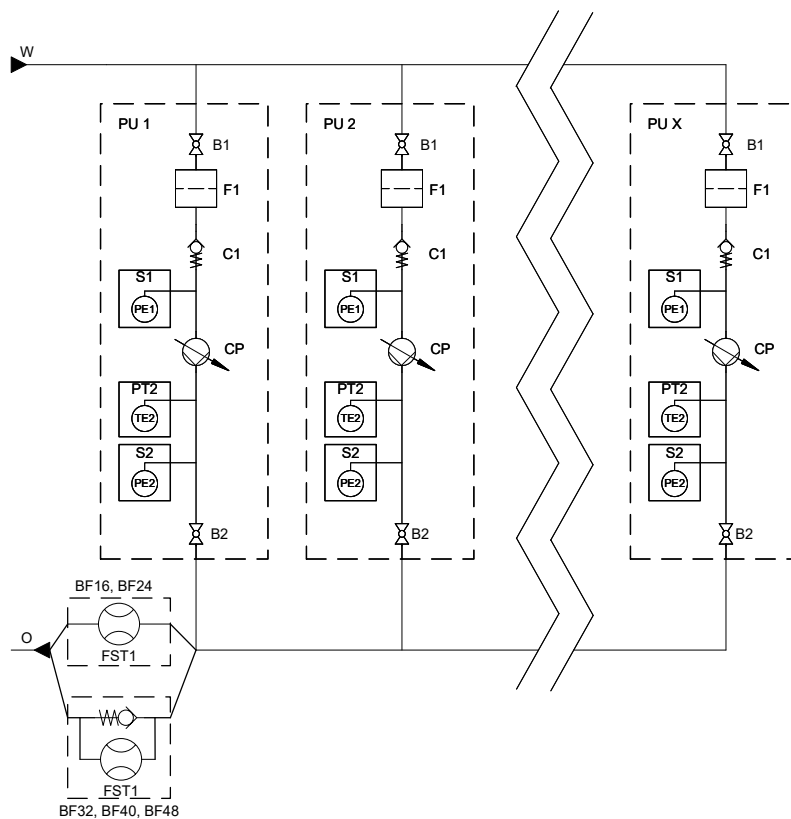 W
PU 1
PU 2
PU X
B1
B1
B1
F1
F1
F1
C1
C1
C1
S1
S1
S1
PE1
PE1
PE1
CP
CP
CP
PT2
PT2
PT2
TE2
TE2
TE2
S2
S2
S2
PE2
PE2
PE2
B2
B2
B2
BF16, BF24
O
FST1
FST1
BF32, BF40, BF48